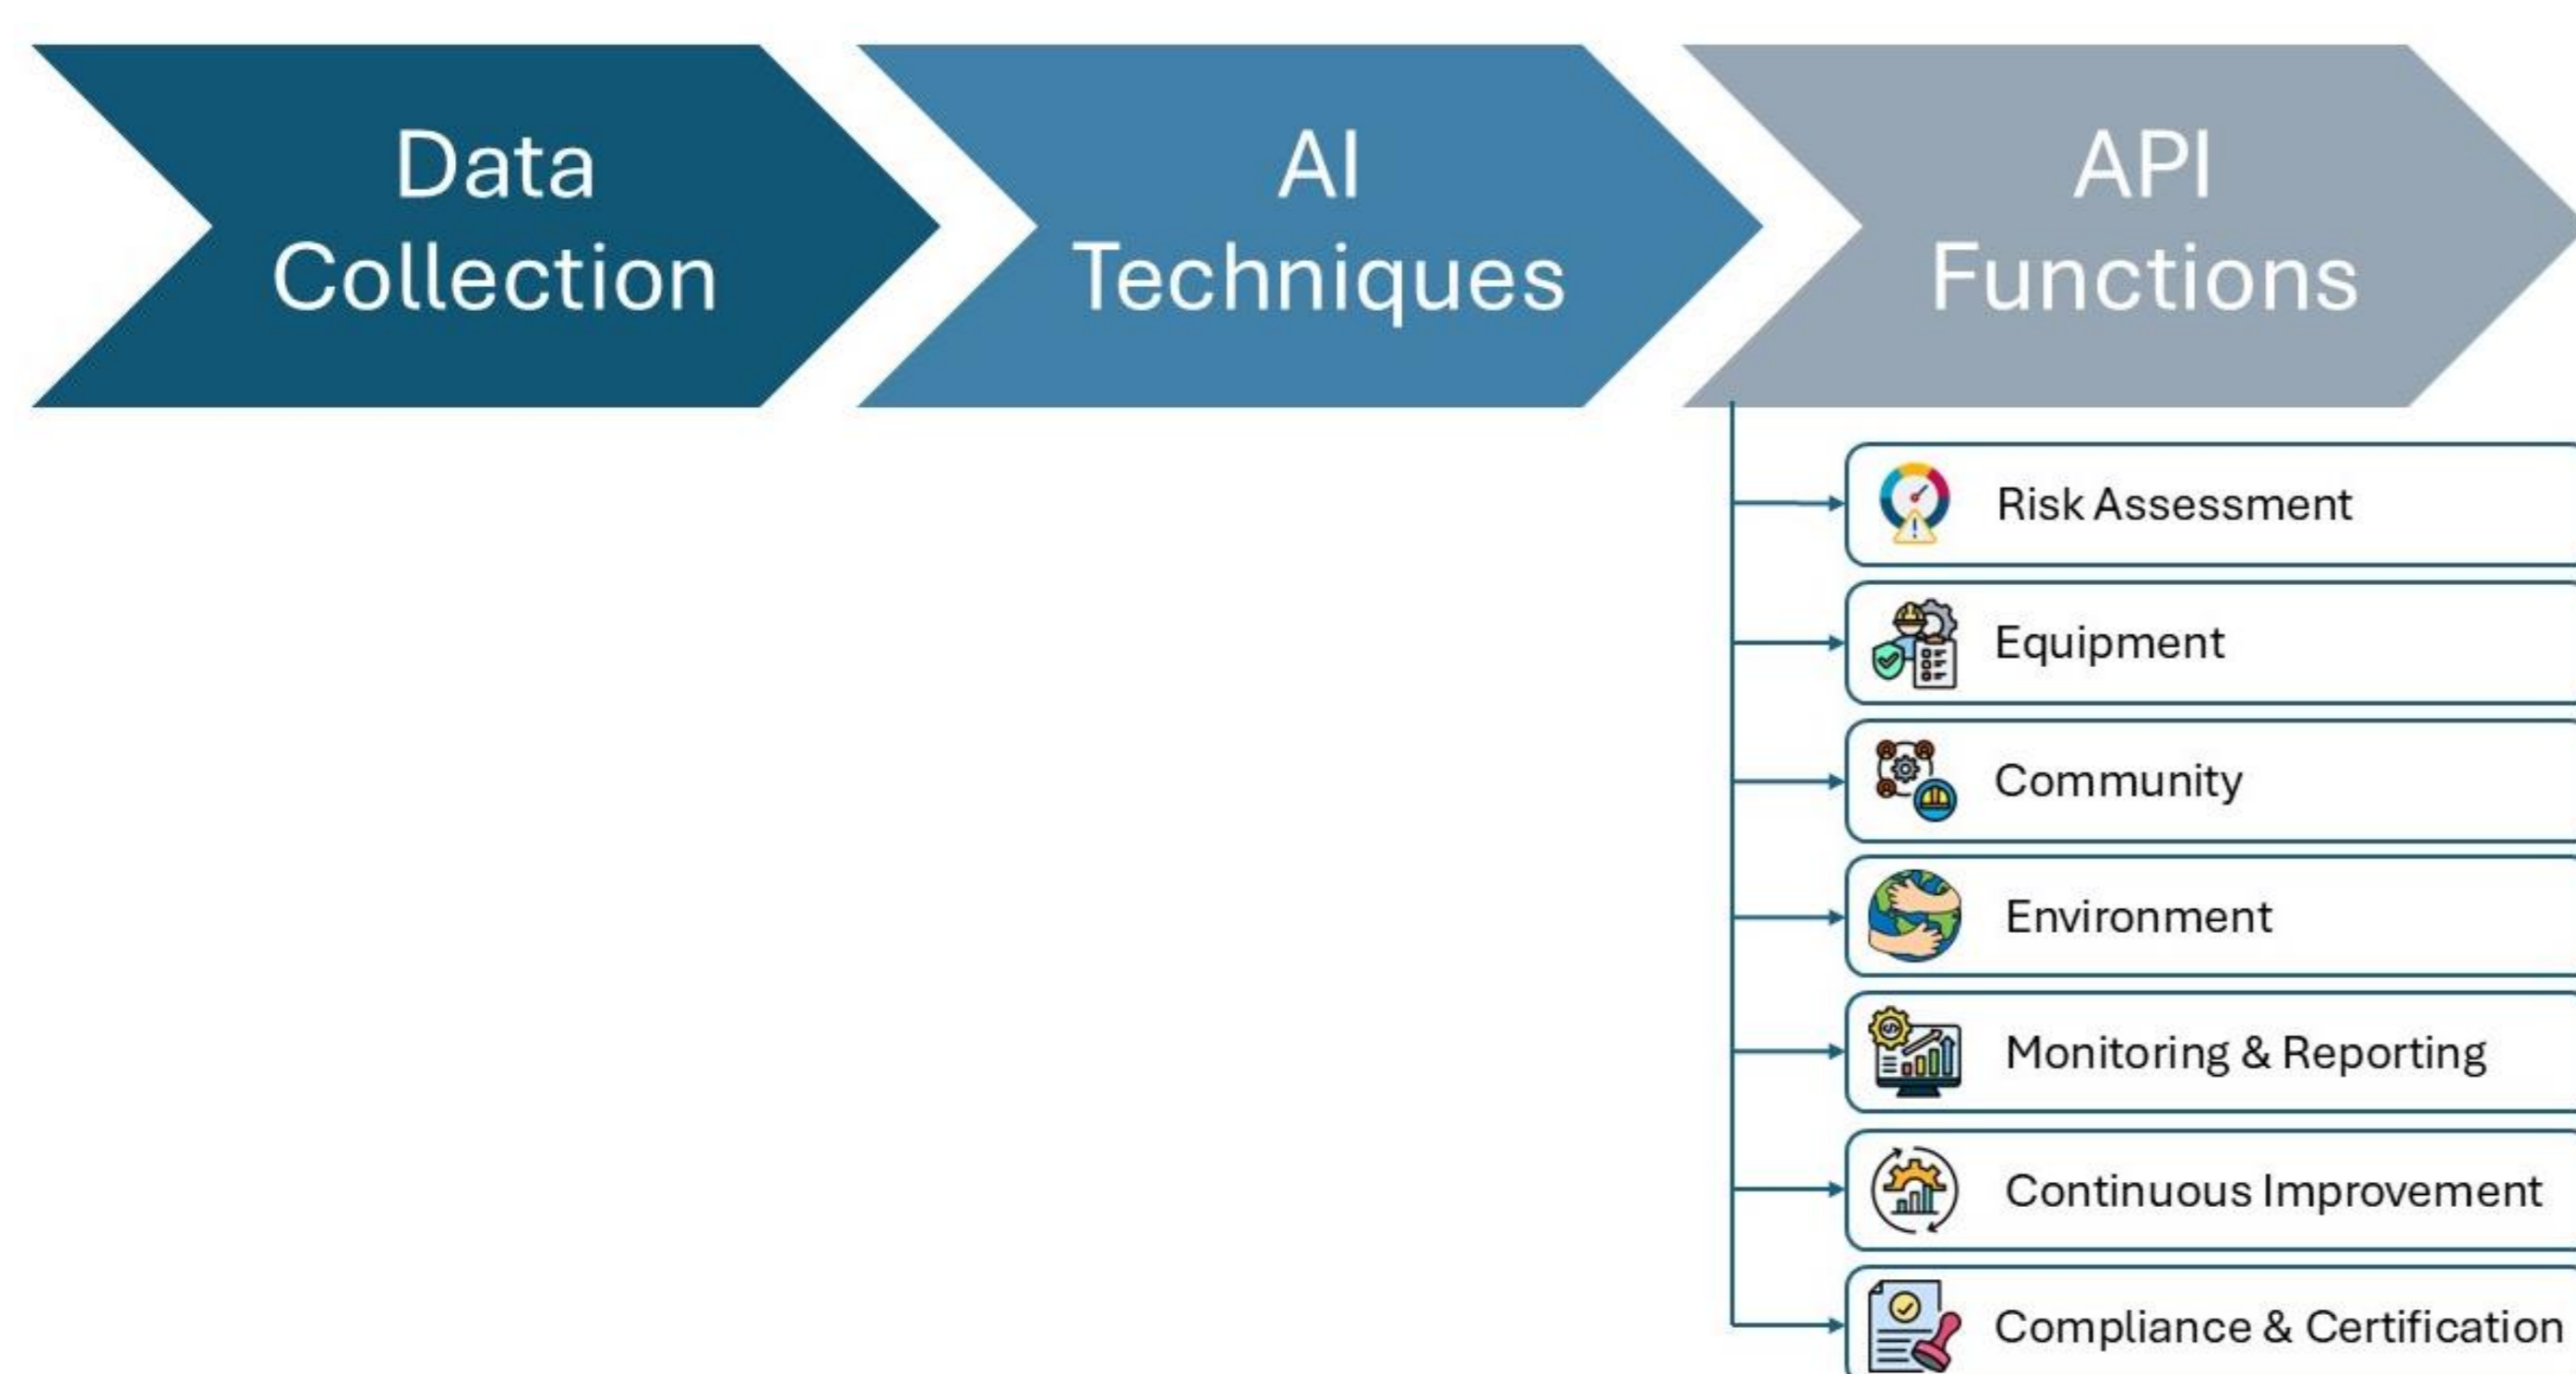 Data
Collection
AI
Techniques
API
Functions
Risk Assessment
Equipment
Community
Environment
Monitoring & Reporting
Continuous Improvement
Compliance & Certification